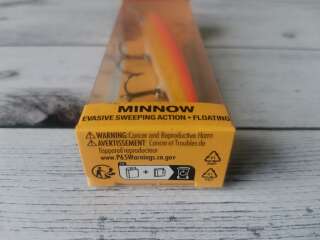 MINNOW
EVASIVE SWEEPING ACTION • FLOATING
WARNING: Cancer and Reproductive Harm
AVERTISSEMENT: Cancer et Troubles de
l'appareil reproducteur
www.P65Warnings.ca.gov